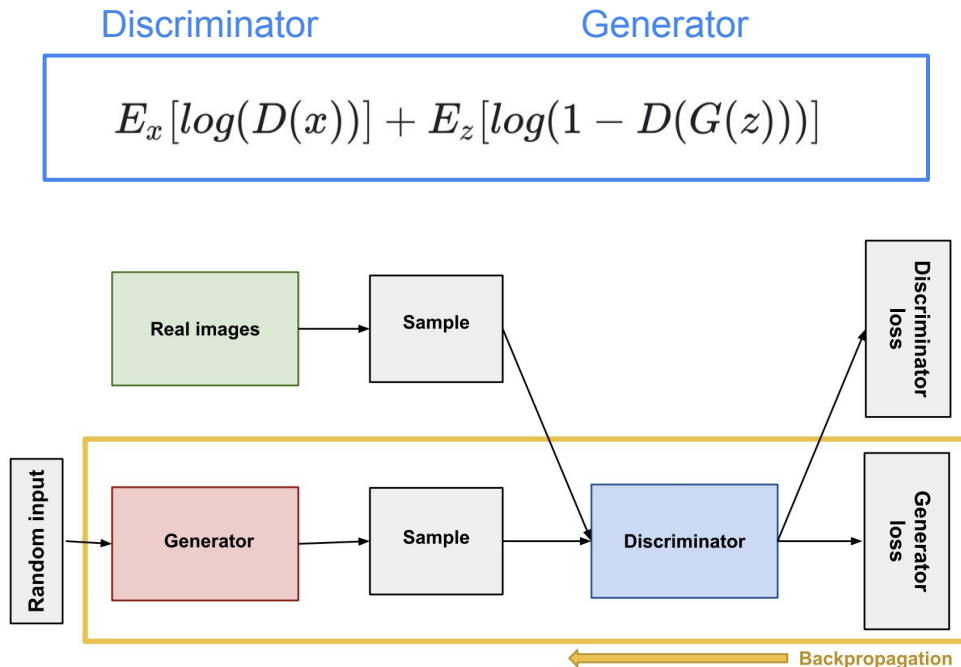 Discriminator
Generator
E_x[log(D(x))] + E_z[log(1 − D(G(z)))]
Real images
Sample
Discriminator
loss
Random input
Generator
Sample
Discriminator
Generator
loss
Backpropagation